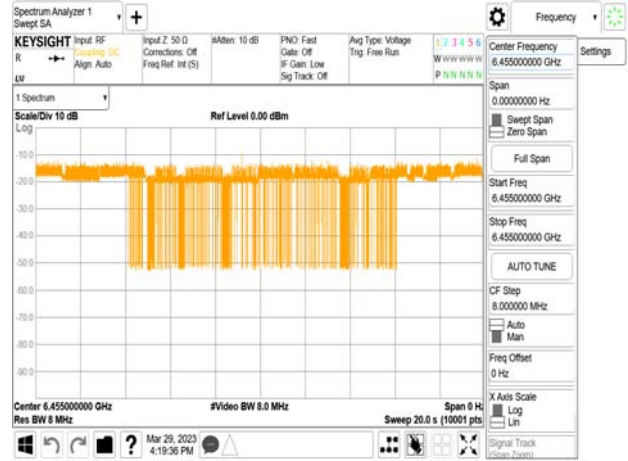 Spectrum Analyzer 1
Swept SA
KEYSIGHT
R
Input: RF
Coupling: DC
Align: Auto
Input Z: 50 Ω
Corrections: Off
Freq Ref: Int (S)
#Atten: 10 dB
PNO: Fast
Gate: Off
IF Gain: Low
Sig Track: Off
Avg Type: Voltage
Trig: Free Run
1 2 3 4 5 6
W W W W W W
P N N N N N
1 Spectrum
Scale/Div 10 dB
Ref Level 0.00 dBm
Log
-10.0
-20.0
-30.0
-40.0
-50.0
-60.0
-70.0
-80.0
-90.0
Center 6.455000000 GHz
#Video BW 8.0 MHz
Span 0 Hz
Res BW 8 MHz
Sweep 20.0 s (10001 pts
?
Mar 29, 2023
4:19:36 PM
Frequency
Settings
Center Frequency
6.455000000 GHz
Span
0.00000000 Hz
Swept Span
Zero Span
Full Span
Start Freq
6.455000000 GHz
Stop Freq
6.455000000 GHz
AUTO TUNE
CF Step
8.000000 MHz
Auto
Man
Freq Offset
0 Hz
X Axis Scale
Log
Lin
Signal Track
(Span Zoom)